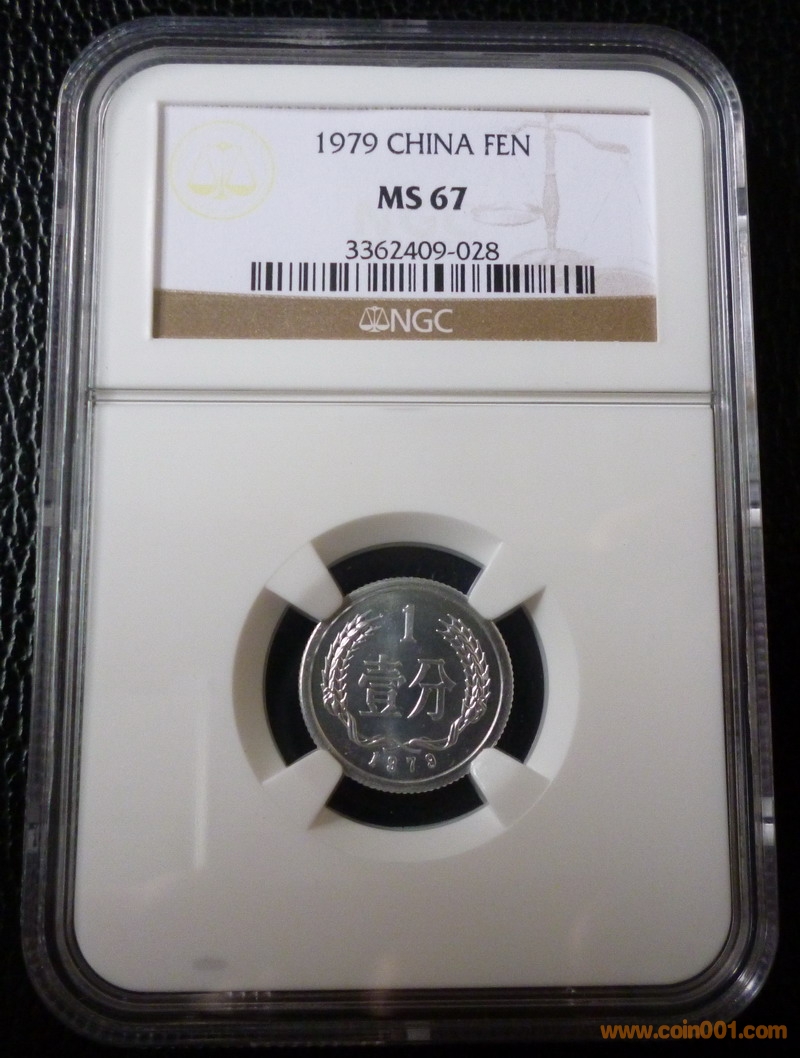 1979 CHINA FEN
MS 67
3362409-028
NGC
1
壹分
1979
www.coin001.com